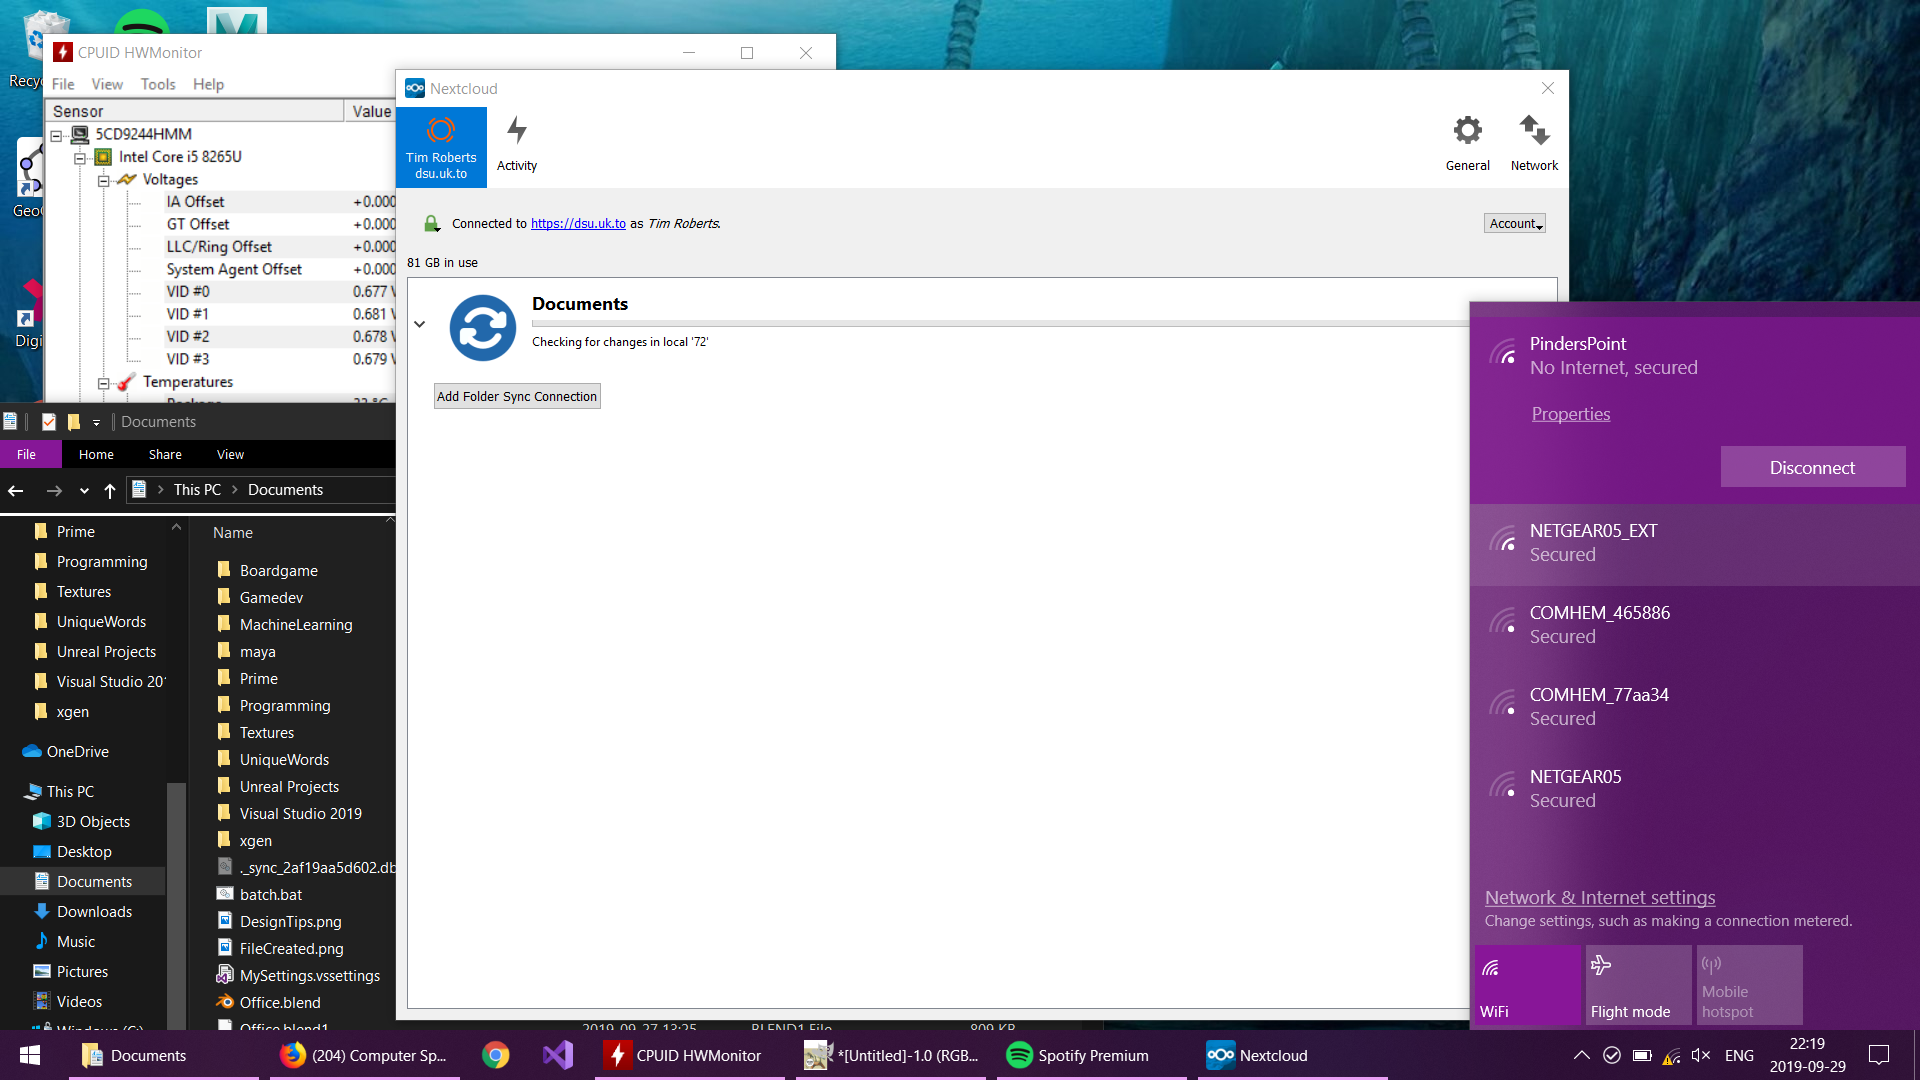 Recyc
CPUID HWMonitor
File View Tools Help
Sensor Value
5CD9244HMM
Intel Core i5 8265U
Voltages
IA Offset +0.000
GT Offset +0.000
LLC/Ring Offset +0.000
System Agent Offset +0.000
VID #0 0.677 V
VID #1 0.681 V
VID #2 0.678 V
VID #3 0.679 V
Temperatures
GeoG
Digi
Nextcloud
Tim Roberts
dsu.uk.to
Activity
General
Network
Connected to https://dsu.uk.to as Tim Roberts.
Account
81 GB in use
Documents
Checking for changes in local '72'
Add Folder Sync Connection
Documents
File Home Share View
This PC > Documents
Prime
Programming
Textures
UniqueWords
Unreal Projects
Visual Studio 201
xgen
OneDrive
This PC
3D Objects
Desktop
Documents
Downloads
Music
Pictures
Videos
Windows (C:)
Name
Boardgame
Gamedev
MachineLearning
maya
Prime
Programming
Textures
UniqueWords
Unreal Projects
Visual Studio 2019
xgen
._sync_2af19aa5d602.db
batch.bat
DesignTips.png
FileCreated.png
MySettings.vssettings
Office.blend
Office.blend1 2019-09-27 13:25 BLEND1 File 809 KB
PindersPoint
No Internet, secured
Properties
Disconnect
NETGEAR05_EXT
Secured
COMHEM_465886
Secured
COMHEM_77aa34
Secured
NETGEAR05
Secured
Network & Internet settings
Change settings, such as making a connection metered.
WiFi
Flight mode
Mobile
hotspot
Documents
(204) Computer Sp...
CPUID HWMonitor
*[Untitled]-1.0 (RGB...
Spotify Premium
Nextcloud
ENG
22:19
2019-09-29